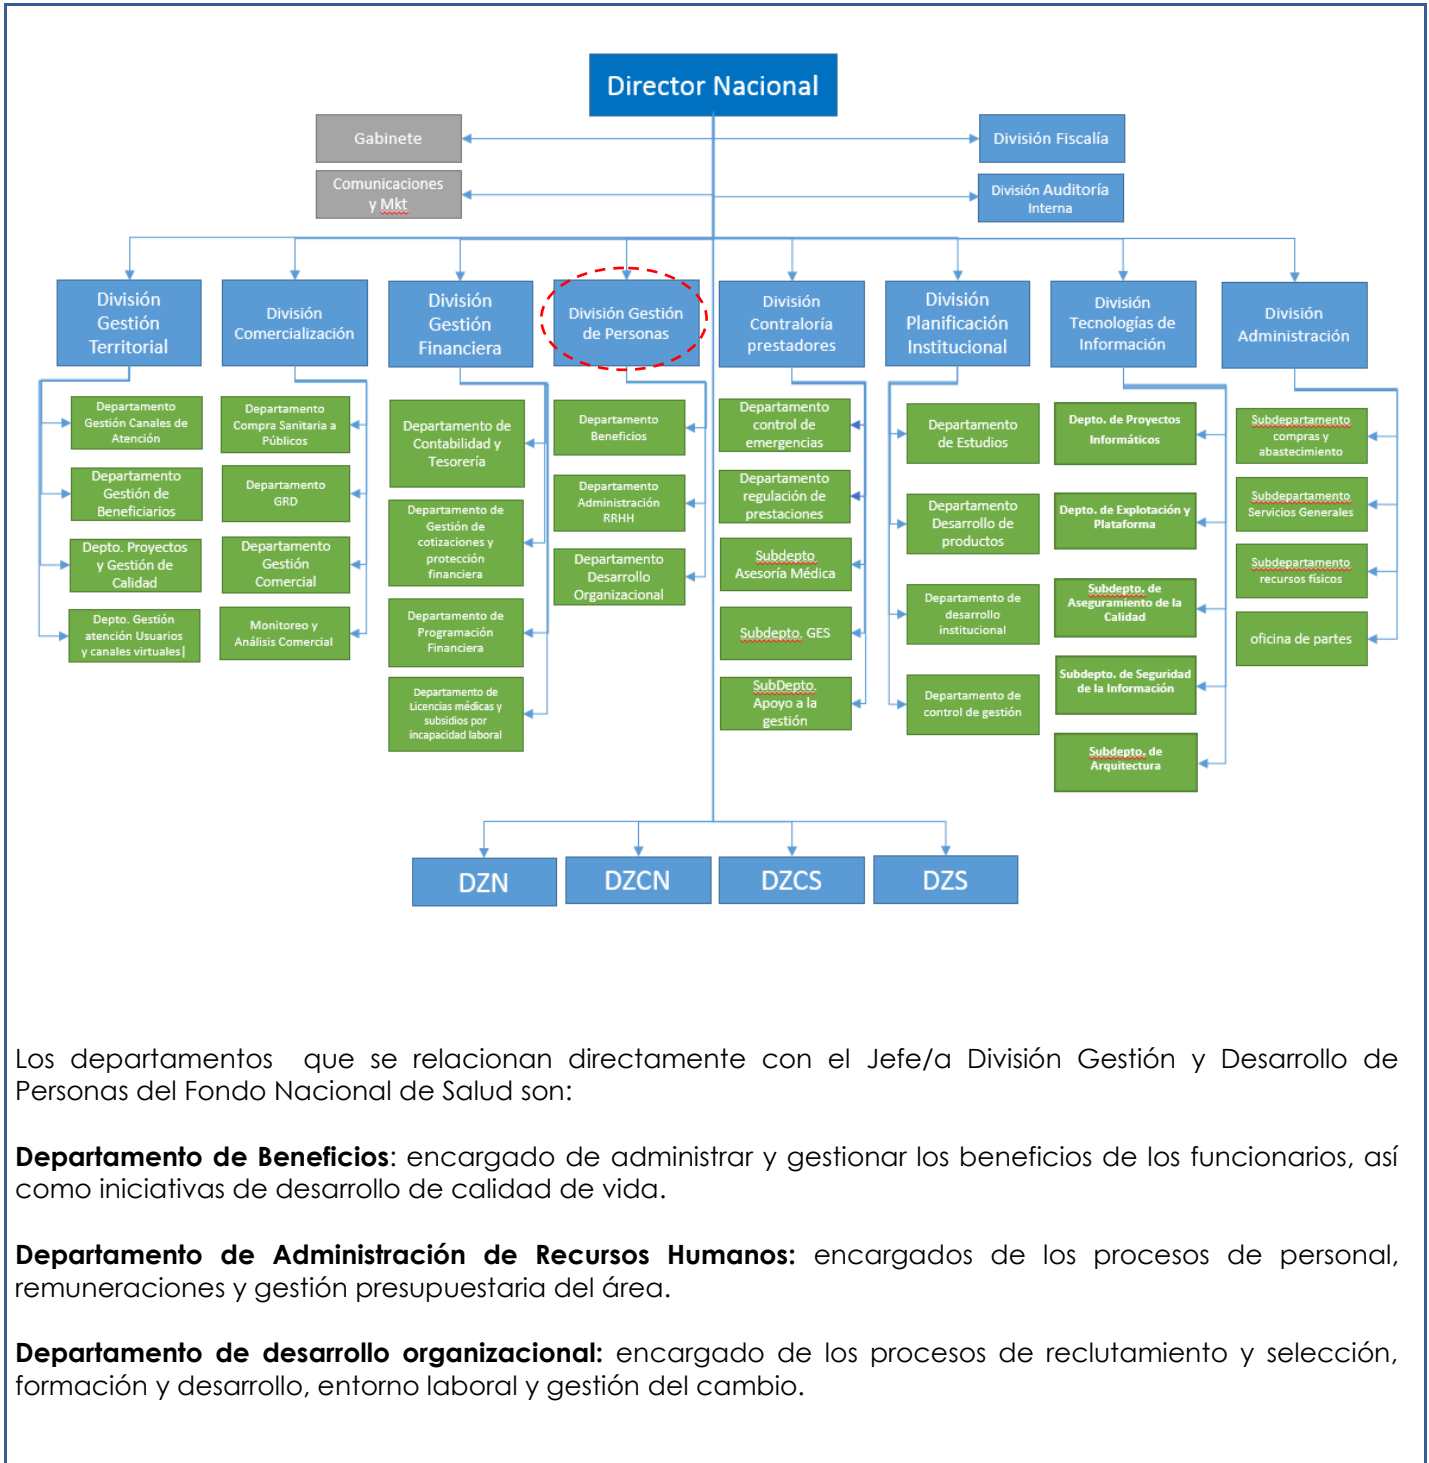 Director Nacional
Gabinete
División Fiscalía
Comunicaciones
y Mkt
División Auditoría
Interna
División
Gestión
Territorial
División
Comercialización
División
Gestión
Financiera
División Gestión
de Personas
División
Contraloría
prestadores
División
Planificación
Institucional
División
Tecnologías de
Información
División
Administración
Departamento
Gestión Canales de
Atención
Departamento
Gestión de
Beneficiarios
Depto. Proyectos
y Gestión de
Calidad
Depto. Gestión
atención Usuarios
y canales virtuales|
Departamento
Compra Sanitaria a
Públicos
Departamento
GRD
Departamento
Gestión
Comercial
Monitoreo y
Análisis Comercial
Departamento de
Contabilidad y
Tesorería
Departamento de
Gestión de
cotizaciones y
protección
financiera
Departamento de
Programación
Financiera
Departamento de
Licencias médicas y
subsidios por
incapacidad laboral
Departamento
Beneficios
Departamento
Administración
RRHH
Departamento
Desarrollo
Organizacional
Departamento
control de
emergencias
Departamento
regulación de
prestaciones
Subdepto
Asesoría Médica
Subdepto. GES
SubDepto.
Apoyo a la
gestión
Departamento
de Estudios
Departamento
Desarrollo de
productos
Departamento de
desarrollo
institucional
Departamento de
control de gestión
Depto. de Proyectos
Informáticos
Depto. de Explotación y
Plataforma
Subdepto. de
Aseguramiento de la
Calidad
Subdepto. de Seguridad
de la Información
Subdepto. de
Arquitectura
Subdepartamento
compras y
abastecimiento
Subdepartamento
Servicios Generales
Subdepartamento
recursos físicos
oficina de partes
DZN
DZCN
DZCS
DZS
Los departamentos que se relacionan directamente con el Jefe/a División Gestión y Desarrollo de
Personas del Fondo Nacional de Salud son:
Departamento de Beneficios: encargado de administrar y gestionar los beneficios de los funcionarios, así
como iniciativas de desarrollo de calidad de vida.
Departamento de Administración de Recursos Humanos: encargados de los procesos de personal,
remuneraciones y gestión presupuestaria del área.
Departamento de desarrollo organizacional: encargado de los procesos de reclutamiento y selección,
formación y desarrollo, entorno laboral y gestión del cambio.